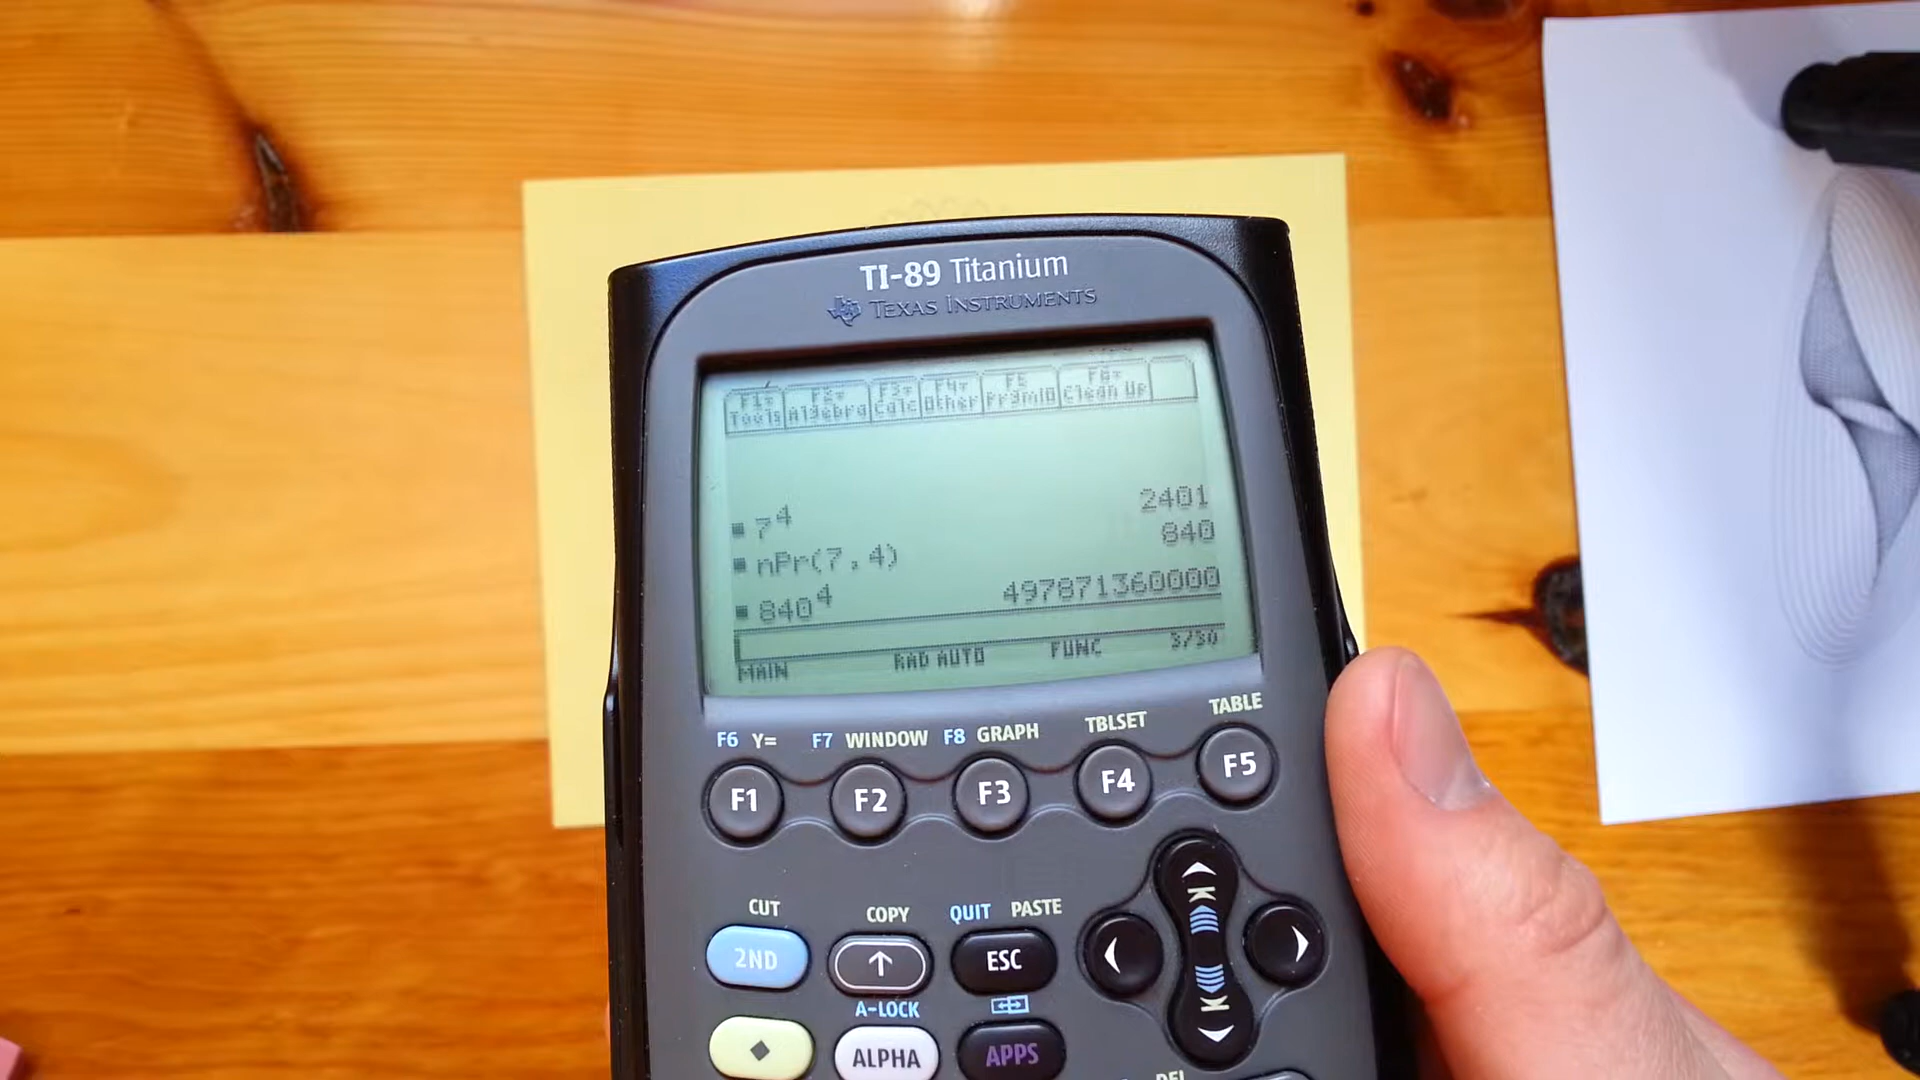 TI-89 Titanium
TEXAS INSTRUMENTS
F1 F2 F3 F4 F5 F6
Tools Algebra Calc Other PrgmIO Clean Up
7⁴ 2401
nPr(7,4) 840
840⁴ 497871360000
MAIN RAD AUTO FUNC 3/30
F6 Y= F7 WINDOW F8 GRAPH TBLSET TABLE
F1 F2 F3 F4 F5
CUT COPY QUIT PASTE
2ND ↑ ESC
A-LOCK
ALPHA APPS
DEL